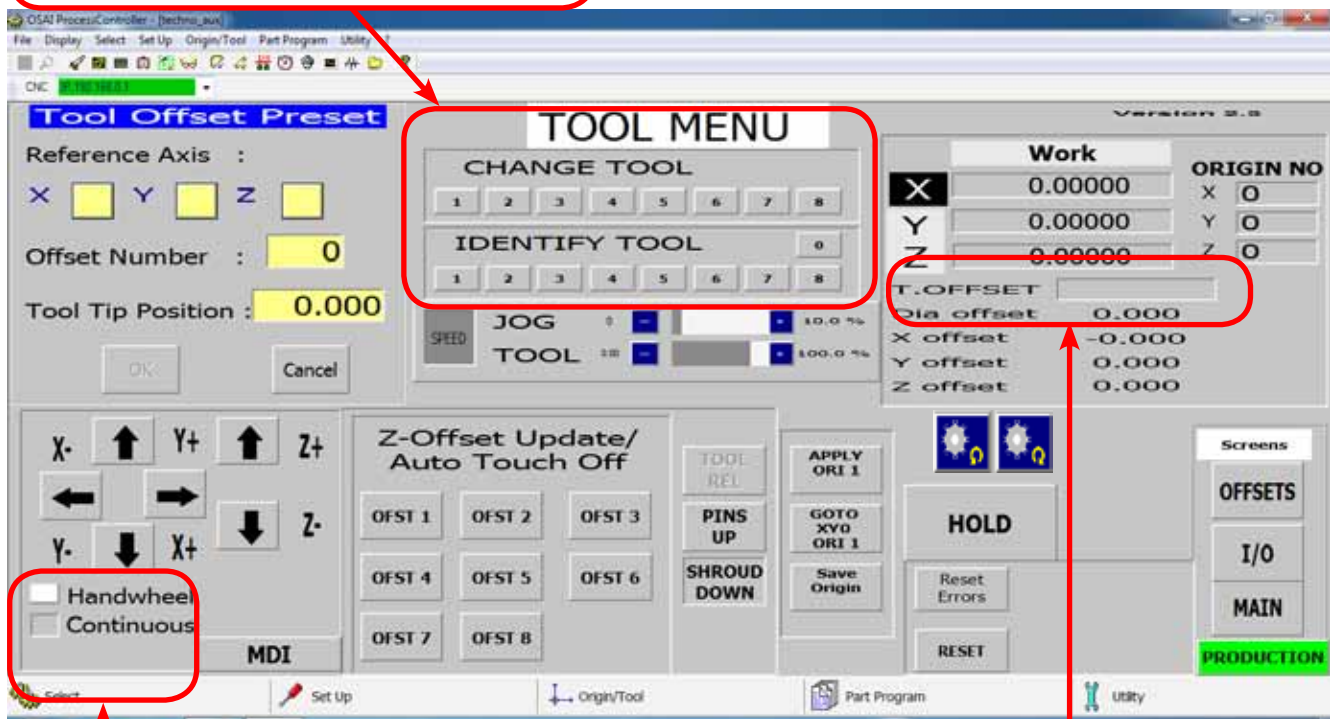 OSAI ProcessController - [techno_aux]
File Display Select Set Up Origin/Tool Part Program Utility ?
CNC
Tool Offset Preset
Reference Axis :
X Y Z
Offset Number : 0
Tool Tip Position : 0.000
OK Cancel
TOOL MENU
CHANGE TOOL
1 2 3 4 5 6 7 8
IDENTIFY TOOL 0
1 2 3 4 5 6 7 8
SPEED
JOG 10.0 %
TOOL 100.0 %
Version 2.3
Work
X 0.00000
Y 0.00000
Z 0.00000
ORIGIN NO
X 0
Y 0
Z 0
T.OFFSET
Dia offset 0.000
X offset -0.000
Y offset 0.000
Z offset 0.000
X- Y+ Z+
Y- X+ Z-
Handwheel
Continuous
MDI
Z-Offset Update/
Auto Touch Off
OFST 1 OFST 2 OFST 3
OFST 4 OFST 5 OFST 6
OFST 7 OFST 8
TOOL
REL
PINS
UP
SHROUD
DOWN
APPLY
ORI 1
GOTO
XY0
ORI 1
Save
Origin
HOLD
Reset
Errors
RESET
Screens
OFFSETS
I/O
MAIN
PRODUCTION
Select Set Up Origin/Tool Part Program Utility